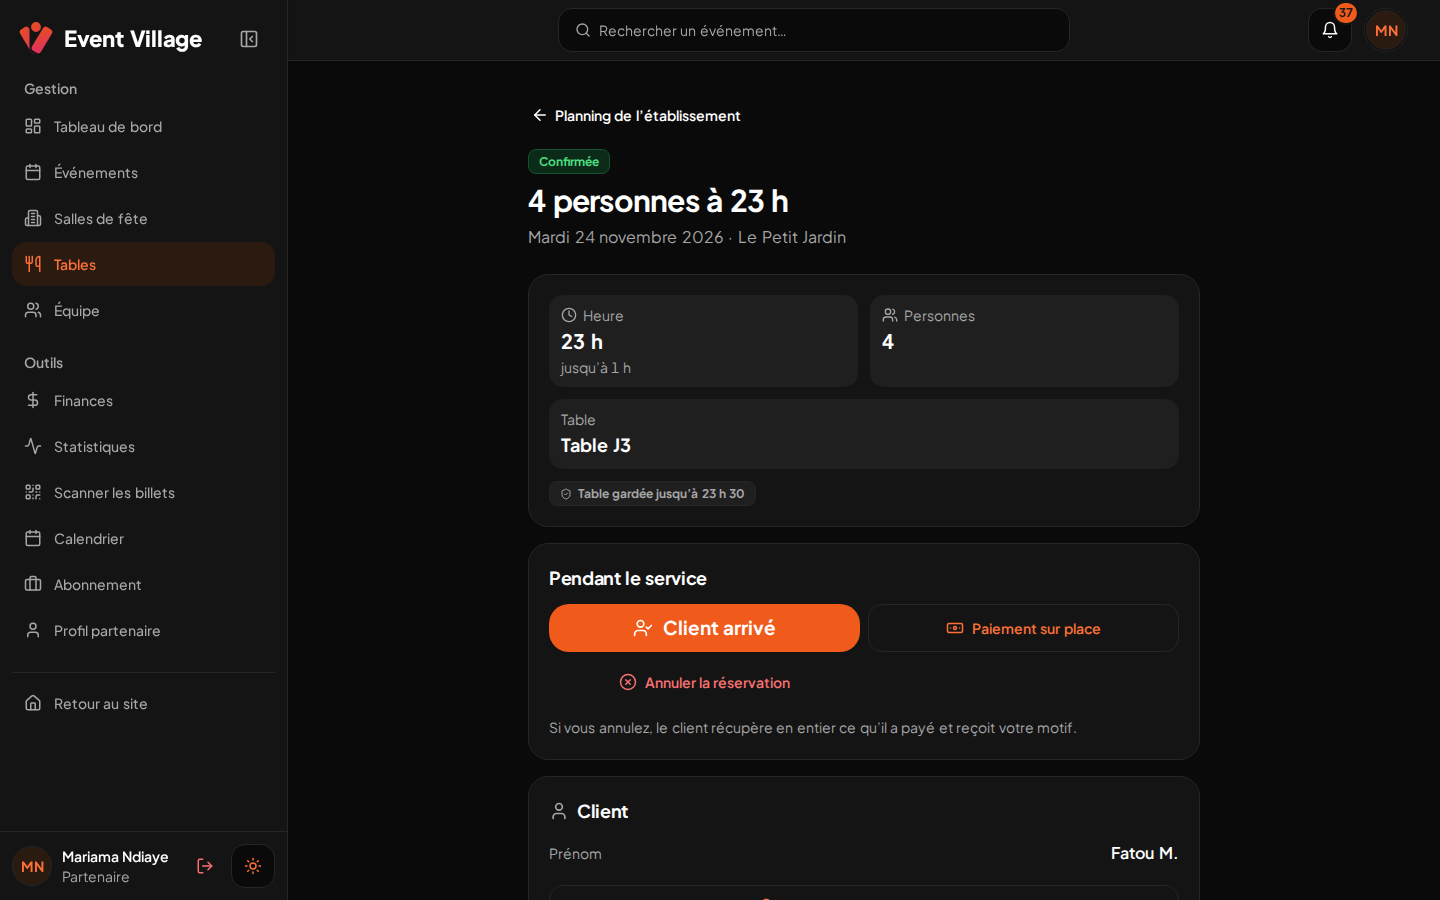 Event Village
Rechercher un événement...
37
MN
Gestion
Tableau de bord
Événements
Salles de fête
Tables
Équipe
Outils
Finances
Statistiques
Scanner les billets
Calendrier
Abonnement
Profil partenaire
Retour au site
MN
Mariama Ndiaye
Partenaire
Planning de l'établissement
Confirmée
4 personnes à 23 h
Mardi 24 novembre 2026 · Le Petit Jardin
Heure
23 h
jusqu'à 1 h
Personnes
4
Table
Table J3
Table gardée jusqu'à 23 h 30
Pendant le service
Client arrivé
Paiement sur place
Annuler la réservation
Si vous annulez, le client récupère en entier ce qu'il a payé et reçoit votre motif.
Client
Prénom
Fatou M.